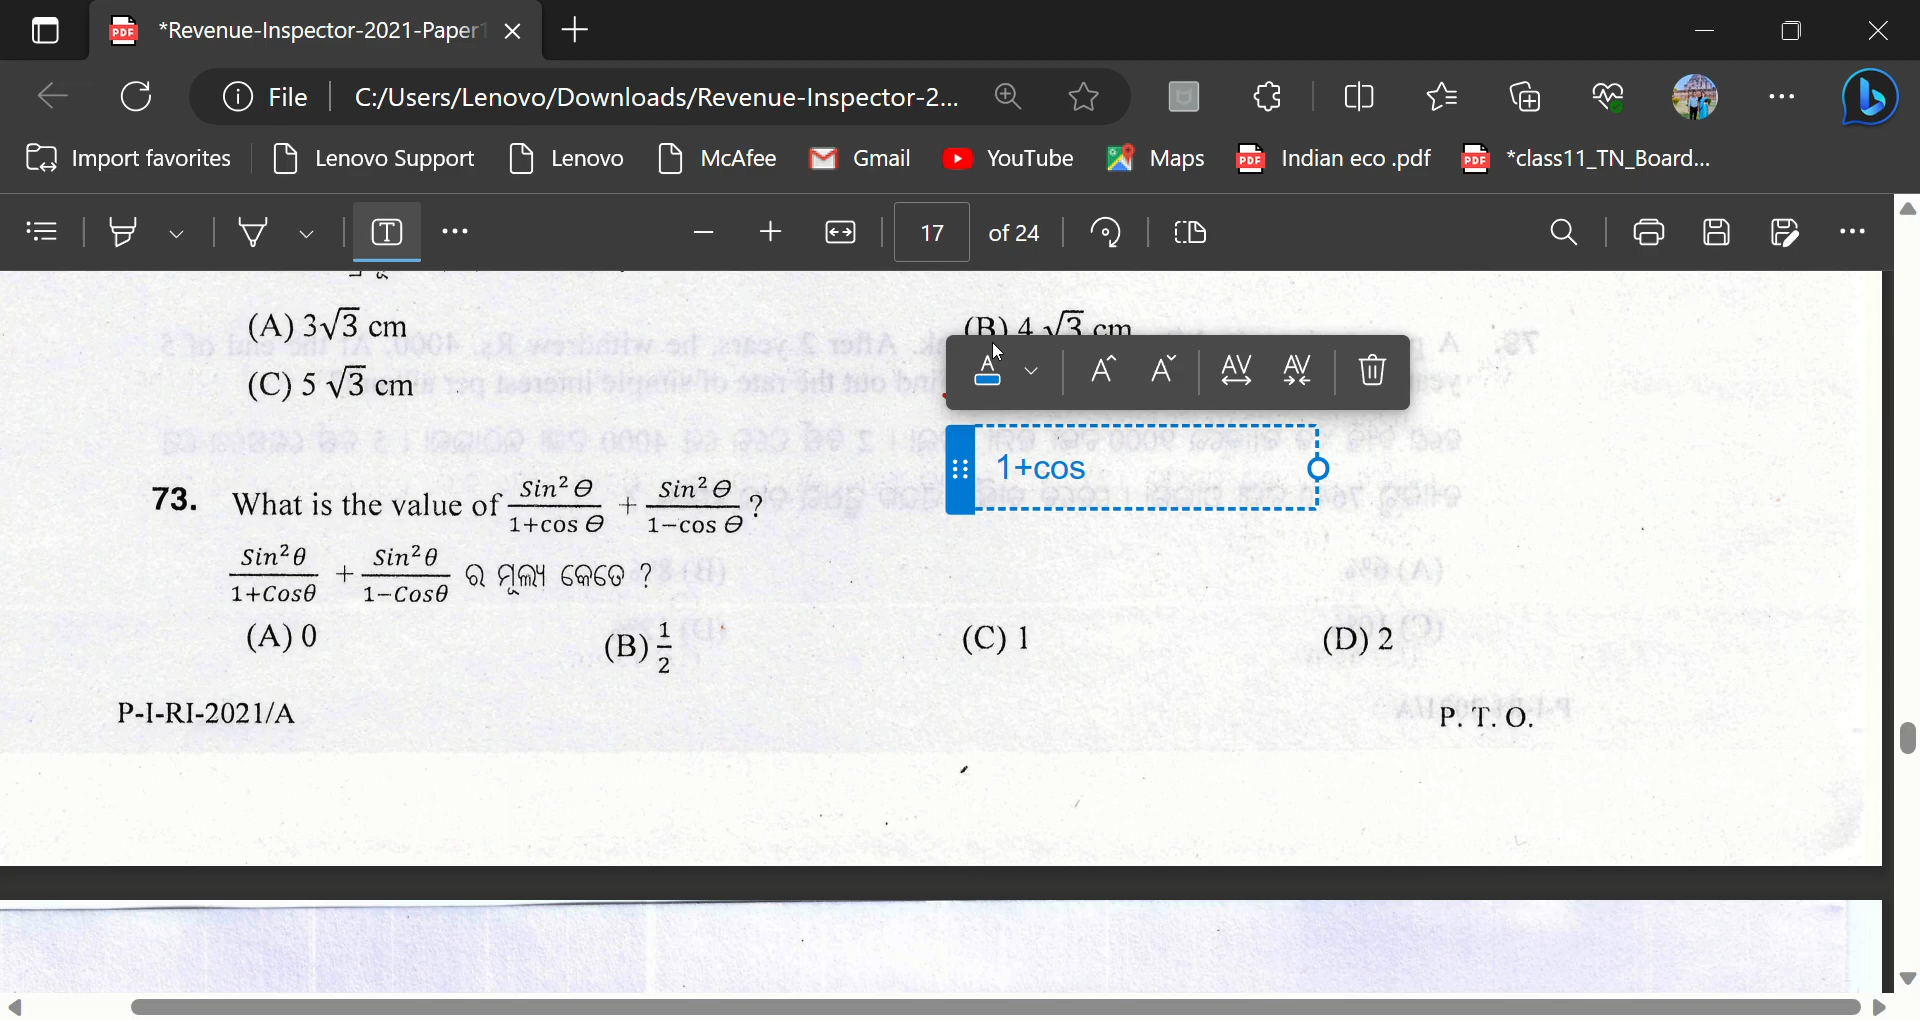 *Revenue-Inspector-2021-Paper1
File
C:/Users/Lenovo/Downloads/Revenue-Inspector-2...
Import favorites
Lenovo Support
Lenovo
McAfee
Gmail
YouTube
Maps
Indian eco .pdf
*class11_TN_Board...
17
of 24
(A) 3√3 cm
(B) 4 √3 cm
(C) 5 √3 cm
1+cos
73. What is the value of Sin²Θ/1+cos Θ + Sin²Θ/1−cos Θ ?
Sin²θ/1+Cosθ + Sin²θ/1−Cosθ ର ମୂଲ୍ୟ କେତେ ?
(A) 0
(B) 1/2
(C) 1
(D) 2
P-I-RI-2021/A
P. T. O.